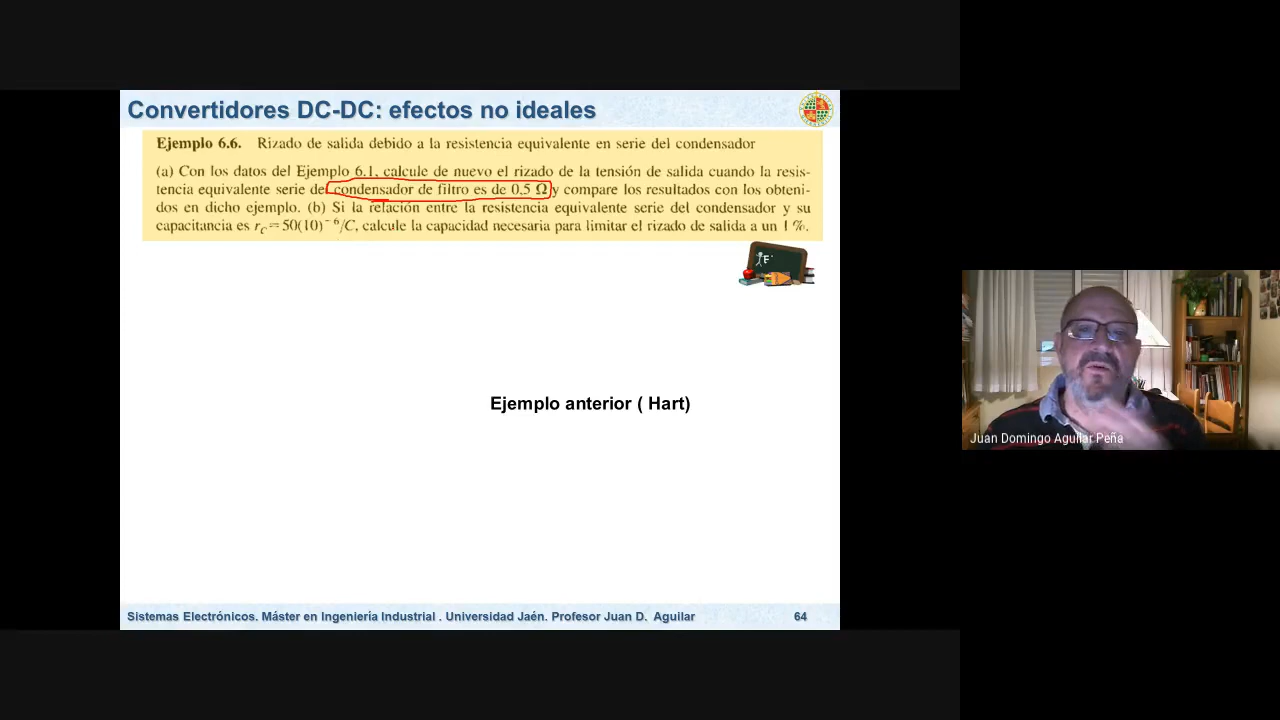 Convertidores DC-DC: efectos no ideales
Ejemplo 6.6. Rizado de salida debido a la resistencia equivalente en serie del condensador
(a) Con los datos del Ejemplo 6.1, calcule de nuevo el rizado de la tensión de salida cuando la resis-
tencia equivalente serie del condensador de filtro es de 0,5 Ω y compare los resultados con los obteni-
dos en dicho ejemplo. (b) Si la relación entre la resistencia equivalente serie del condensador y su
capacitancia es r_C=50(10)⁻⁶/C, calcule la capacidad necesaria para limitar el rizado de salida a un 1 %.
Ejemplo anterior ( Hart)
Juan Domingo Aguilar Peña
Sistemas Electrónicos. Máster en Ingeniería Industrial . Universidad Jaén. Profesor Juan D. Aguilar 64